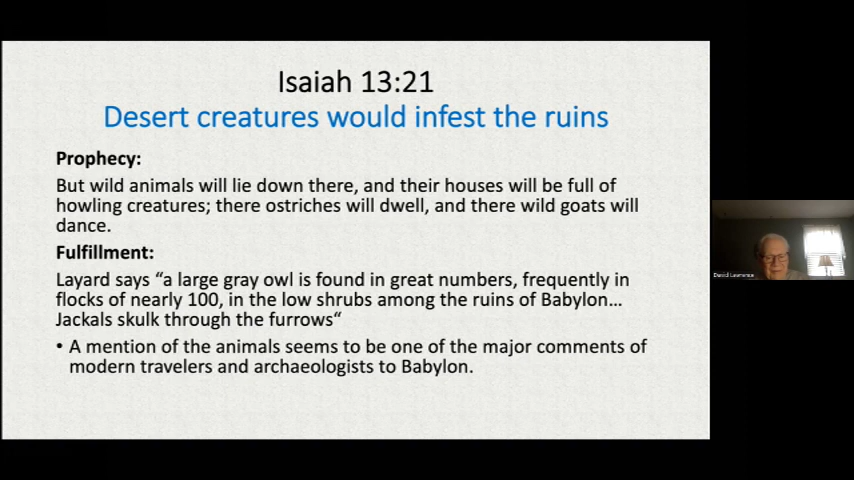 Isaiah 13:21
Desert creatures would infest the ruins
Prophecy:
But wild animals will lie down there, and their houses will be full of
howling creatures; there ostriches will dwell, and there wild goats will
dance.
Fulfillment:
Layard says “a large gray owl is found in great numbers, frequently in
flocks of nearly 100, in the low shrubs among the ruins of Babylon…
Jackals skulk through the furrows“
• A mention of the animals seems to be one of the major comments of
modern travelers and archaeologists to Babylon.
David